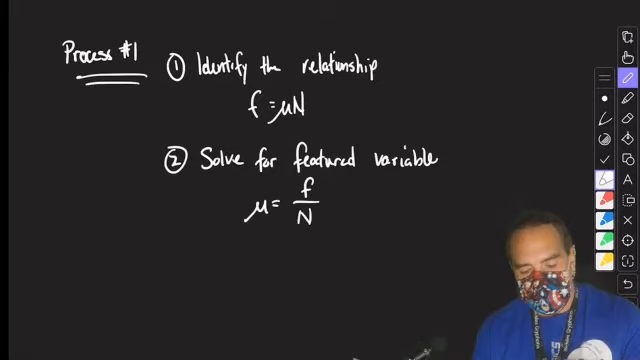 Process #1
① Identify the relationship
f = μN
② Solve for featured variable
μ = f/N